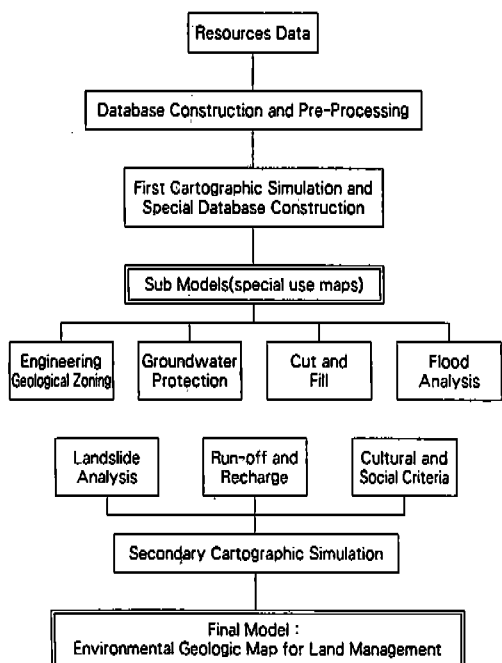 Resources Data
Database Construction and Pre-Processing
First Cartographic Simulation and
Special Database Construction
Sub Models(special use maps)
Engineering
Geological Zoning
Groundwater
Protection
Cut and
Fill
Flood
Analysis
Landslide
Analysis
Run-off and
Recharge
Cultural and
Social Criteria
Secondary Cartographic Simulation
Final Model :
Environmental Geologic Map for Land Management